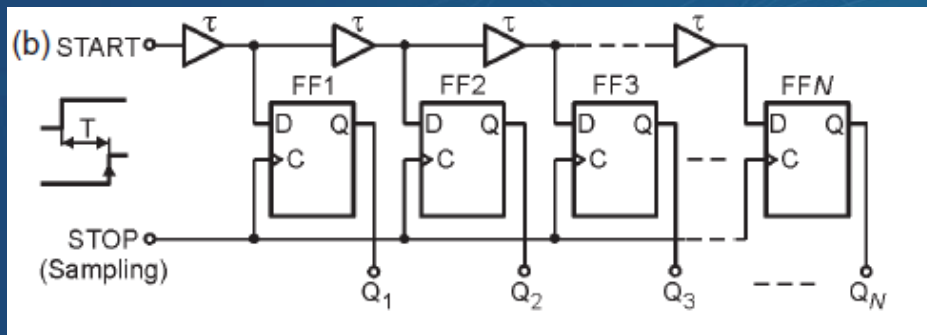 τ τ τ τ
(b) START
FF1 FF2 FF3 FFN
T
D Q D Q D Q D Q
C C C C
STOP
(Sampling)
Q1 Q2 Q3 QN